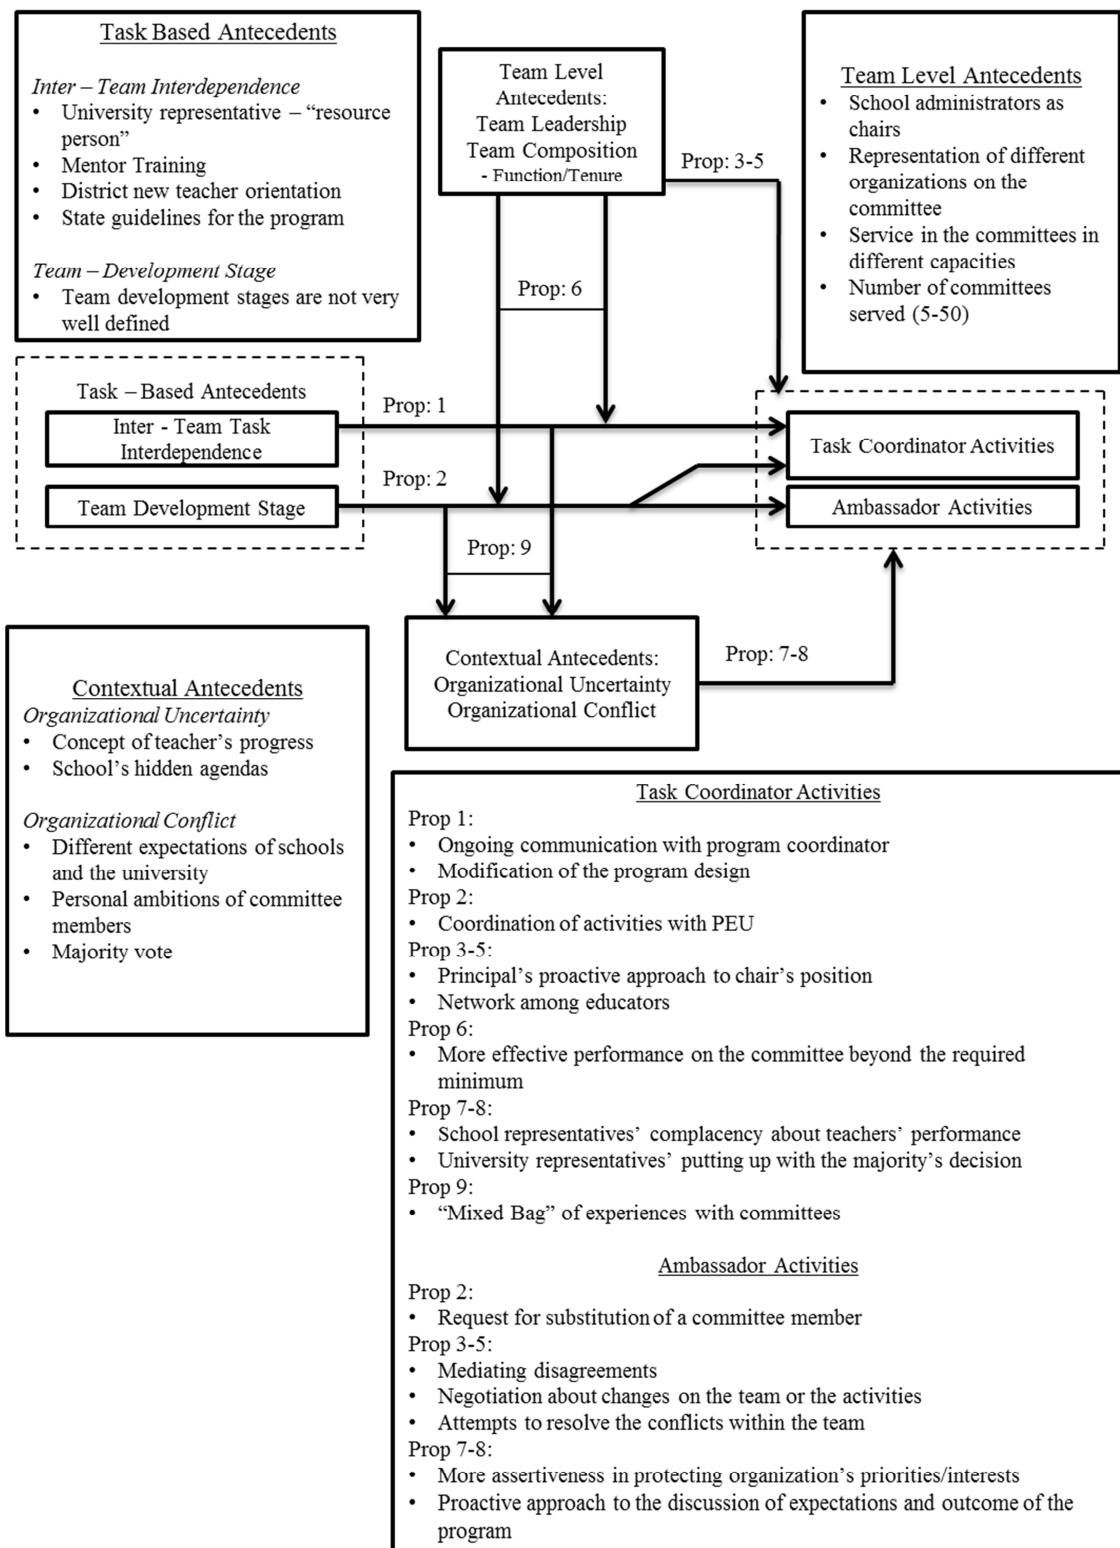 Task Based Antecedents
Inter – Team Interdependence
• University representative – “resource
person”
• Mentor Training
• District new teacher orientation
• State guidelines for the program
Team – Development Stage
• Team development stages are not very
well defined
Team Level
Antecedents:
Team Leadership
Team Composition
- Function/Tenure
Prop: 3-5
Prop: 6
Team Level Antecedents
• School administrators as
chairs
• Representation of different
organizations on the
committee
• Service in the committees in
different capacities
• Number of committees
served (5-50)
Task – Based Antecedents
Inter - Team Task
Interdependence
Team Development Stage
Prop: 1
Prop: 2
Prop: 9
Task Coordinator Activities
Ambassador Activities
Contextual Antecedents:
Organizational Uncertainty
Organizational Conflict
Prop: 7-8
Contextual Antecedents
Organizational Uncertainty
• Concept of teacher’s progress
• School’s hidden agendas
Organizational Conflict
• Different expectations of schools
and the university
• Personal ambitions of committee
members
• Majority vote
Task Coordinator Activities
Prop 1:
• Ongoing communication with program coordinator
• Modification of the program design
Prop 2:
• Coordination of activities with PEU
Prop 3-5:
• Principal’s proactive approach to chair’s position
• Network among educators
Prop 6:
• More effective performance on the committee beyond the required
minimum
Prop 7-8:
• School representatives’ complacency about teachers’ performance
• University representatives’ putting up with the majority’s decision
Prop 9:
• “Mixed Bag” of experiences with committees
Ambassador Activities
Prop 2:
• Request for substitution of a committee member
Prop 3-5:
• Mediating disagreements
• Negotiation about changes on the team or the activities
• Attempts to resolve the conflicts within the team
Prop 7-8:
• More assertiveness in protecting organization’s priorities/interests
• Proactive approach to the discussion of expectations and outcome of the
program